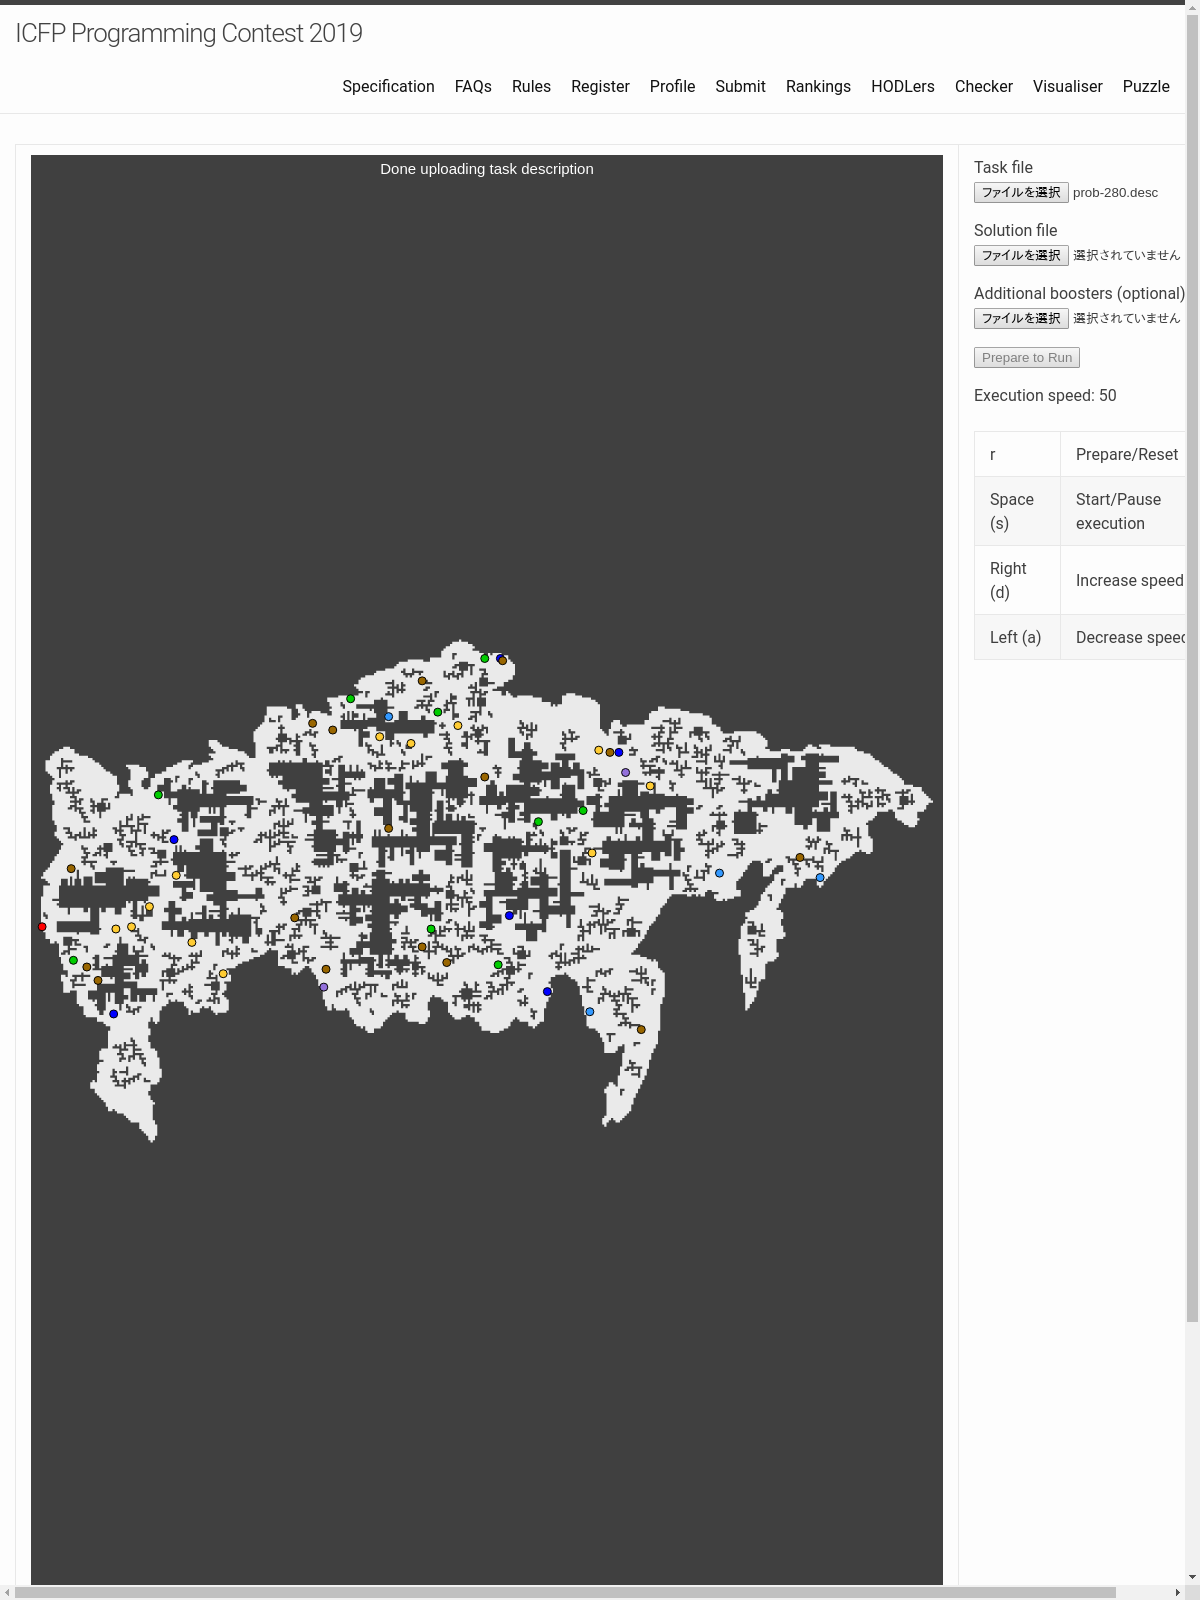 ICFP Programming Contest 2019
Specification FAQs Rules Register Profile Submit Rankings HODLers Checker Visualiser Puzzle
Done uploading task description
Task file
ファイルを選択 prob-280.desc
Solution file
ファイルを選択 選択されていません
Additional boosters (optional)
ファイルを選択 選択されていません
Prepare to Run
Execution speed: 50
r Prepare/Reset
Space (s) Start/Pause execution
Right (d) Increase speed
Left (a) Decrease speed